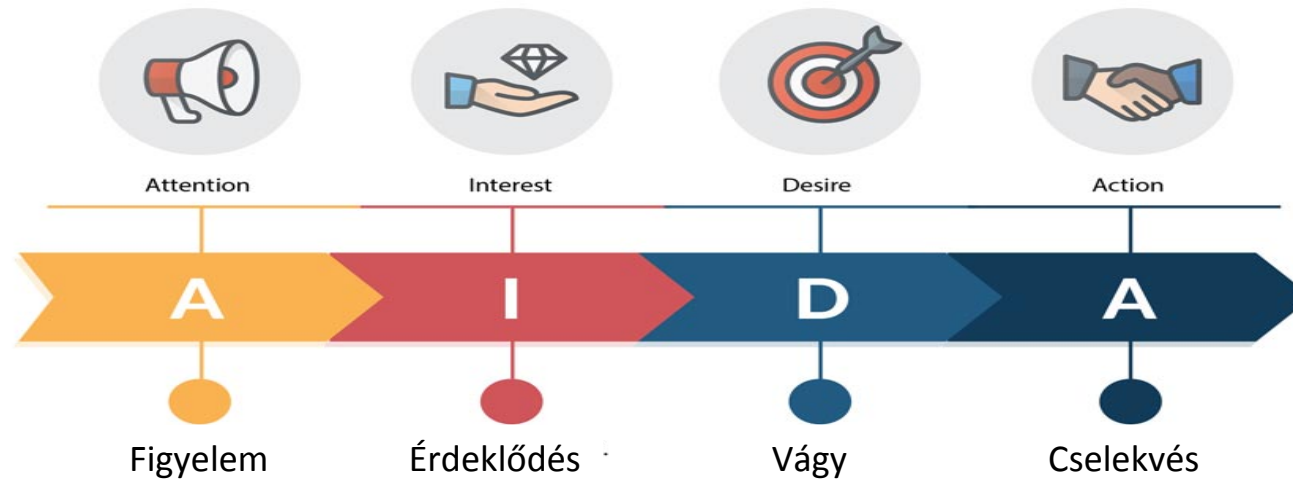 Attention Interest Desire Action
A I D A
Figyelem Érdeklődés Vágy Cselekvés